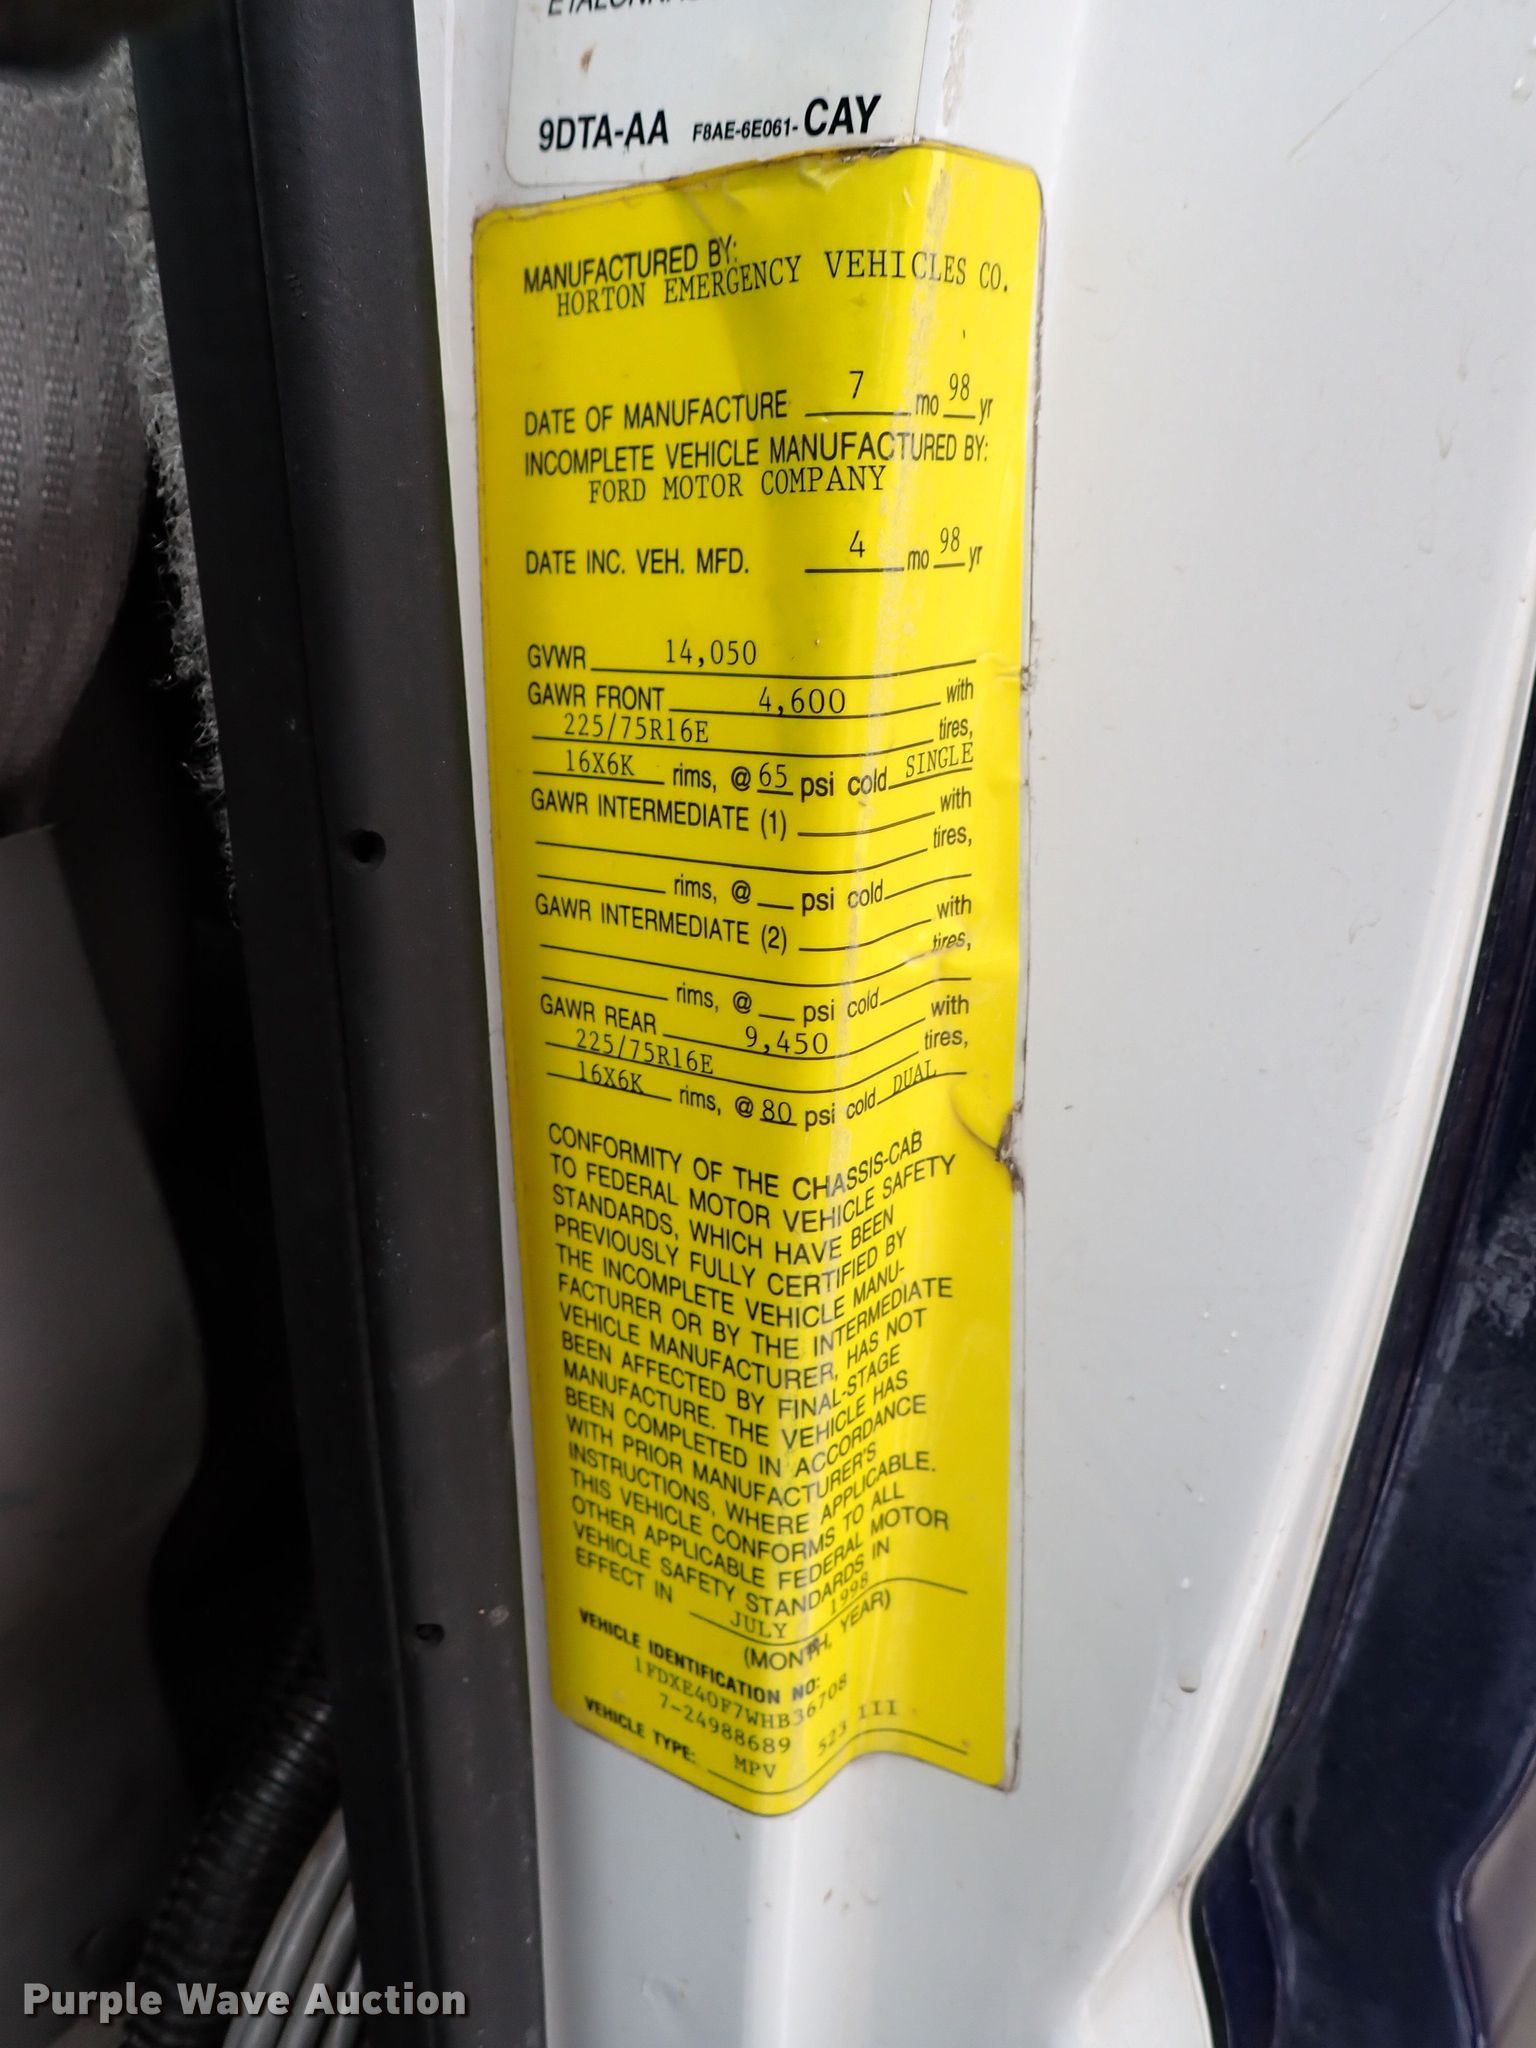 9DTA-AA F8AE-6E061-CAY
MANUFACTURED BY:
HORTON EMERGENCY VEHICLES CO.
DATE OF MANUFACTURE 7 mo 98 yr
INCOMPLETE VEHICLE MANUFACTURED BY:
FORD MOTOR COMPANY
DATE INC. VEH. MFD. 4 mo 98 yr
GVWR 14,050
GAWR FRONT 4,600 with
225/75R16E tires,
16X6K rims, @ 65 psi cold SINGLE
GAWR INTERMEDIATE (1) with
tires,
rims, @ psi cold
GAWR INTERMEDIATE (2) with
tires,
rims, @ psi cold
GAWR REAR 9,450 with
225/75R16E tires,
16X6K rims, @ 80 psi cold DUAL
CONFORMITY OF THE CHASSIS-CAB
TO FEDERAL MOTOR VEHICLE SAFETY
STANDARDS, WHICH HAVE BEEN
PREVIOUSLY FULLY CERTIFIED BY
THE INCOMPLETE VEHICLE MANU-
FACTURER OR BY THE INTERMEDIATE
VEHICLE MANUFACTURER, HAS NOT
BEEN AFFECTED BY FINAL-STAGE
MANUFACTURE. THE VEHICLE HAS
BEEN COMPLETED IN ACCORDANCE
WITH PRIOR MANUFACTURER'S
INSTRUCTIONS, WHERE APPLICABLE.
THIS VEHICLE CONFORMS TO ALL
OTHER APPLICABLE FEDERAL MOTOR
VEHICLE SAFETY STANDARDS IN
EFFECT IN JULY 1998
(MONTH, YEAR)
VEHICLE IDENTIFICATION NO:
1FDXE40F7WHB36708
7-24988689 523 III
VEHICLE TYPE: MPV
Purple Wave Auction